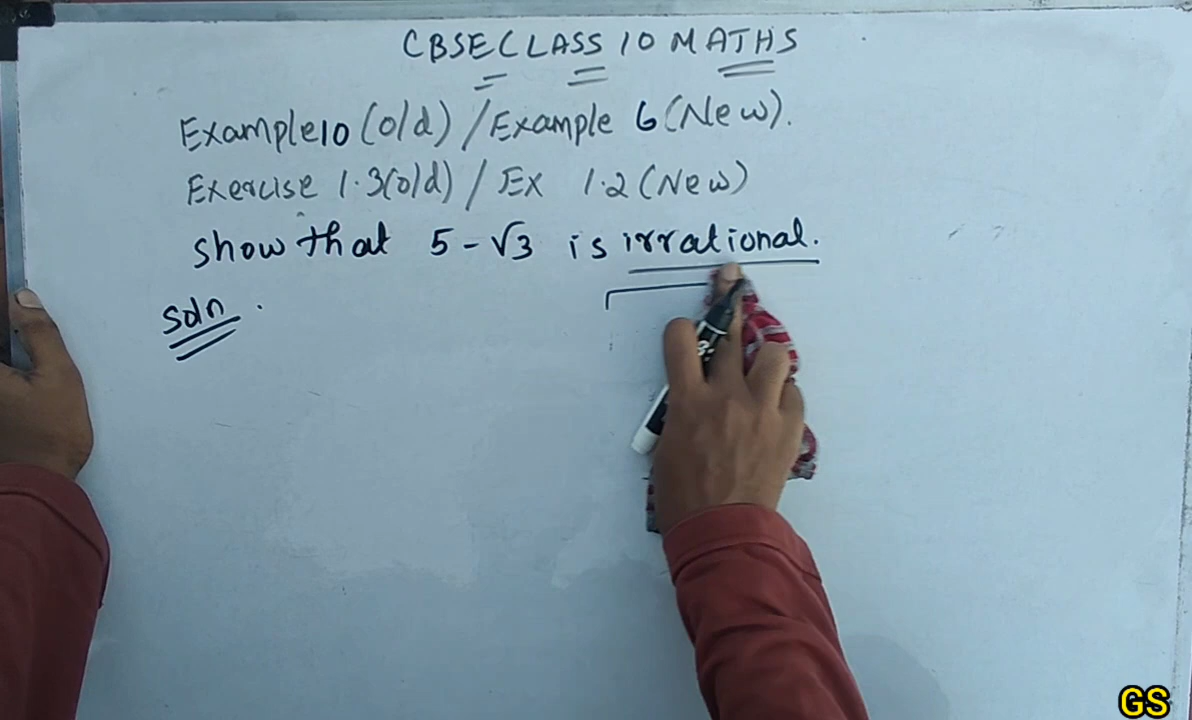 CBSE CLASS 10 MATHS
Example 10 (old) / Example 6 (New).
Exercise 1.3(old) / Ex 1.2 (New)
show that 5-√3 is irrational.
Soln.
GS